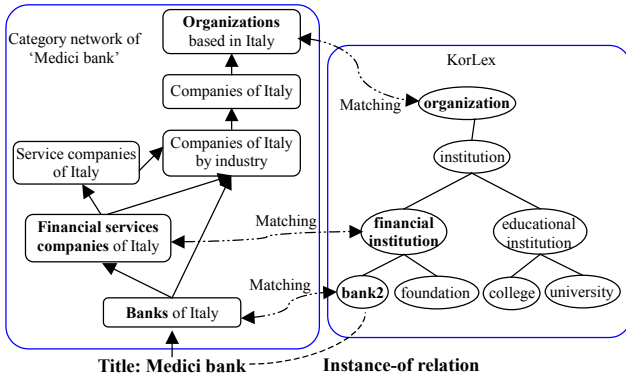 Category network of
‘Medici bank’
Organizations
based in Italy
Companies of Italy
Companies of Italy
by industry
Service companies
of Italy
Financial services
companies of Italy
Banks of Italy
Title: Medici bank
Matching
Matching
Matching
KorLex
organization
institution
financial
institution
educational
institution
bank2
foundation
college
university
Instance-of relation